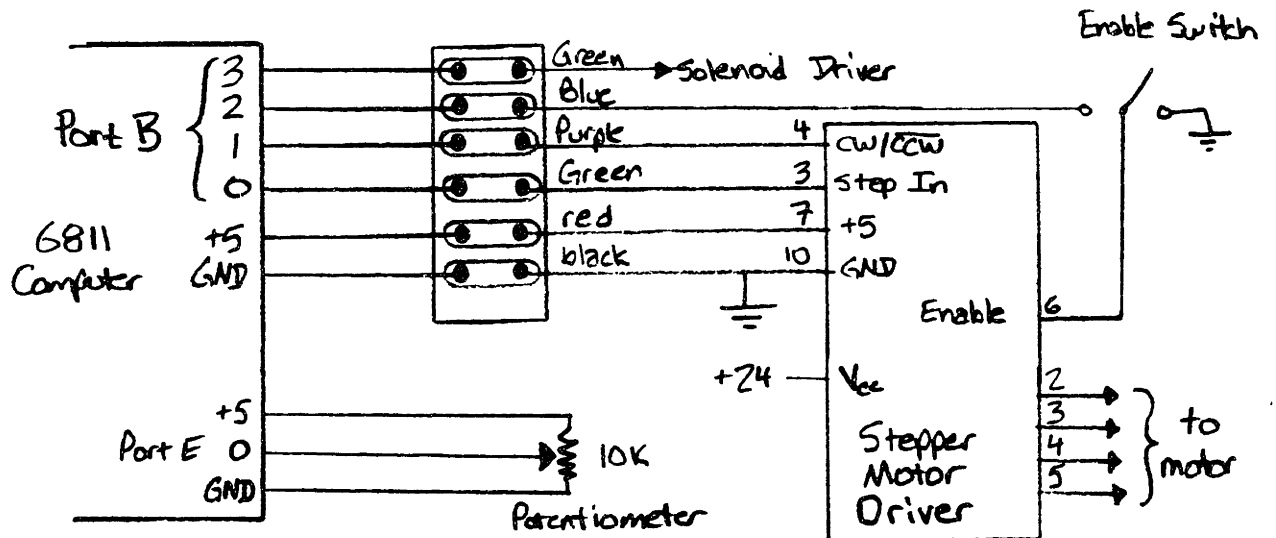 Enable Switch
3 Green Solenoid Driver
2 Blue
Port B
1 Purple 4 CW/C̅C̅W̅
0 Green 3 Step In
6811
Computer
+5 red 7 +5
GND black 10 GND
Enable 6
+24 Vcc
2
3
4
5
to
motor
+5
Port E 0 10K
GND
Potentiometer
Stepper
Motor
Driver